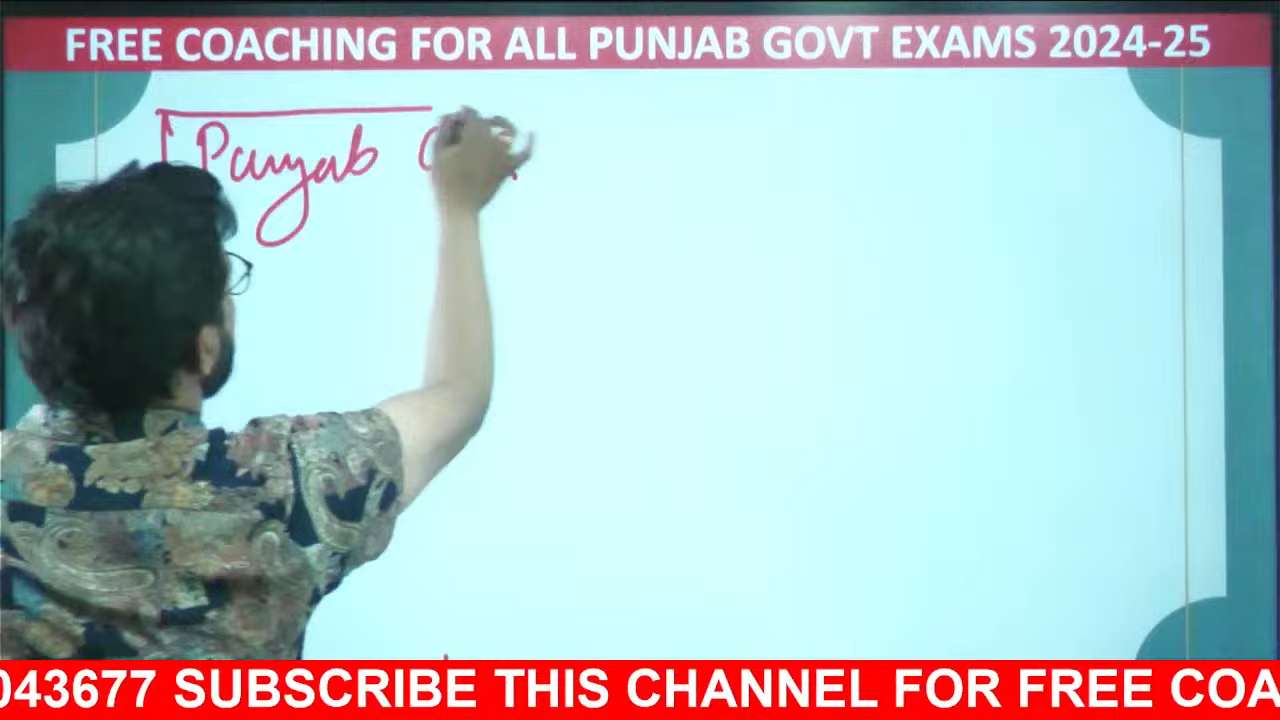 FREE COACHING FOR ALL PUNJAB GOVT EXAMS 2024-25
Punjab
043677 SUBSCRIBE THIS CHANNEL FOR FREE COA